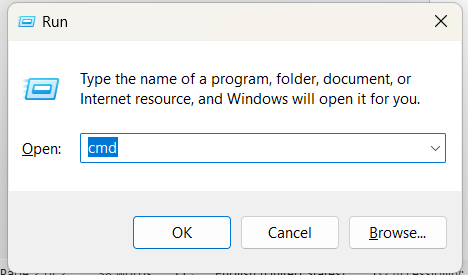 Run
Type the name of a program, folder, document, or
Internet resource, and Windows will open it for you.
Open: cmd
OK Cancel Browse...